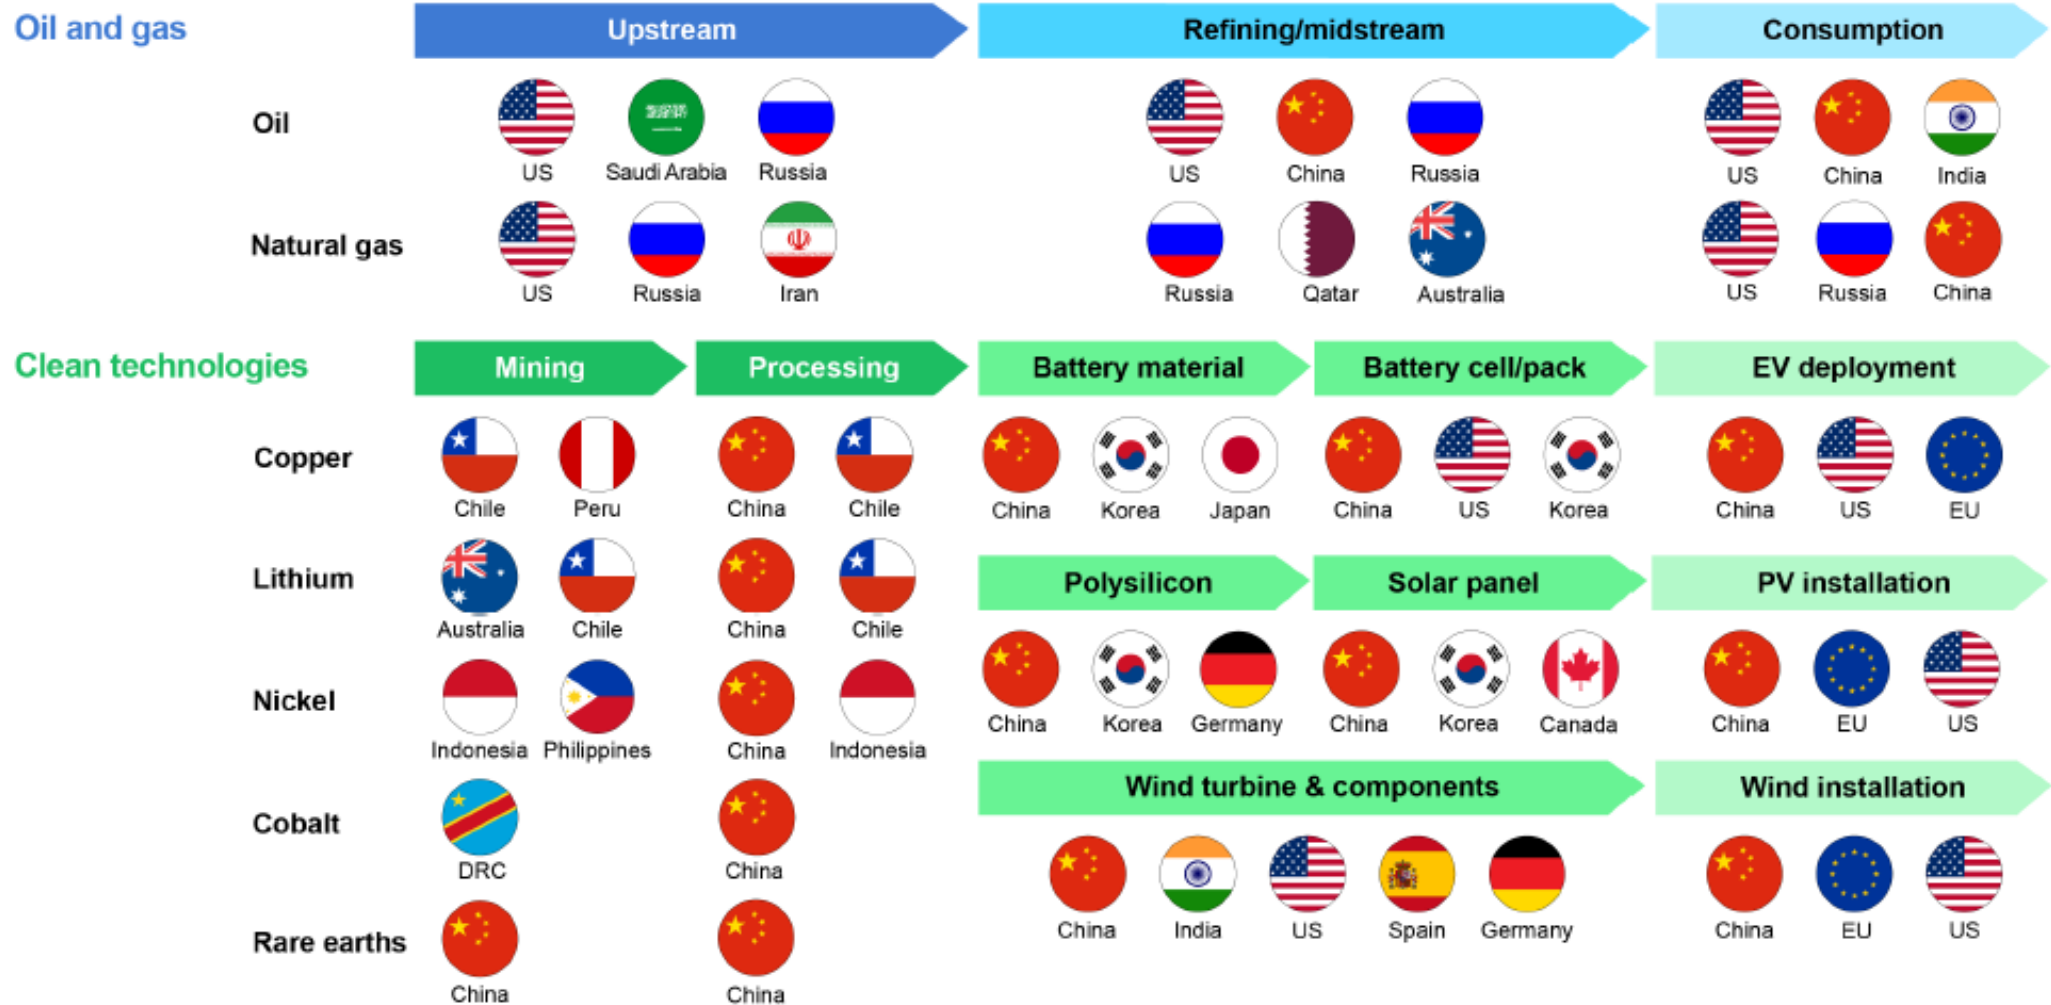 Oil and gas Upstream Refining/midstream Consumption
Oil
US Saudi Arabia Russia US China Russia US China India
Natural gas
US Russia Iran Russia Qatar Australia US Russia China
Clean technologies Mining Processing Battery material Battery cell/pack EV deployment
Copper
Chile Peru China Chile China Korea Japan China US Korea China US EU
Lithium Polysilicon Solar panel PV installation
Australia Chile China Chile
Nickel
China Korea Germany China Korea Canada China EU US
Indonesia Philippines China Indonesia
Wind turbine & components Wind installation
Cobalt
DRC China
China India US Spain Germany China EU US
Rare earths
China China